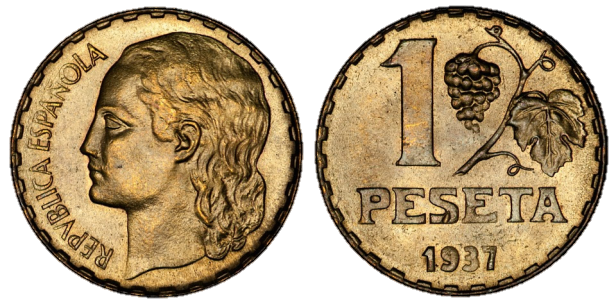 REPVBLICA ESPAÑOLA
1
PESETA
1937